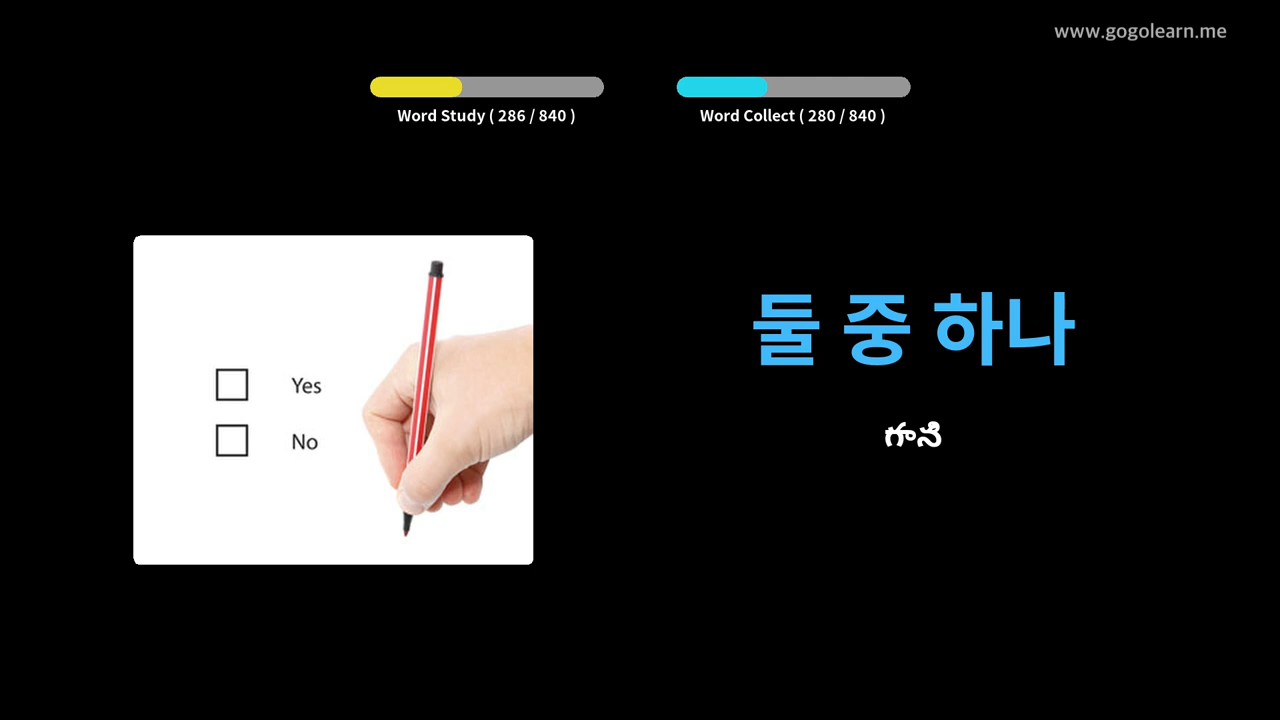 www.gogolearn.me
Word Study ( 286 / 840 )
Word Collect ( 280 / 840 )
Yes
No
둘 중 하나
గాని